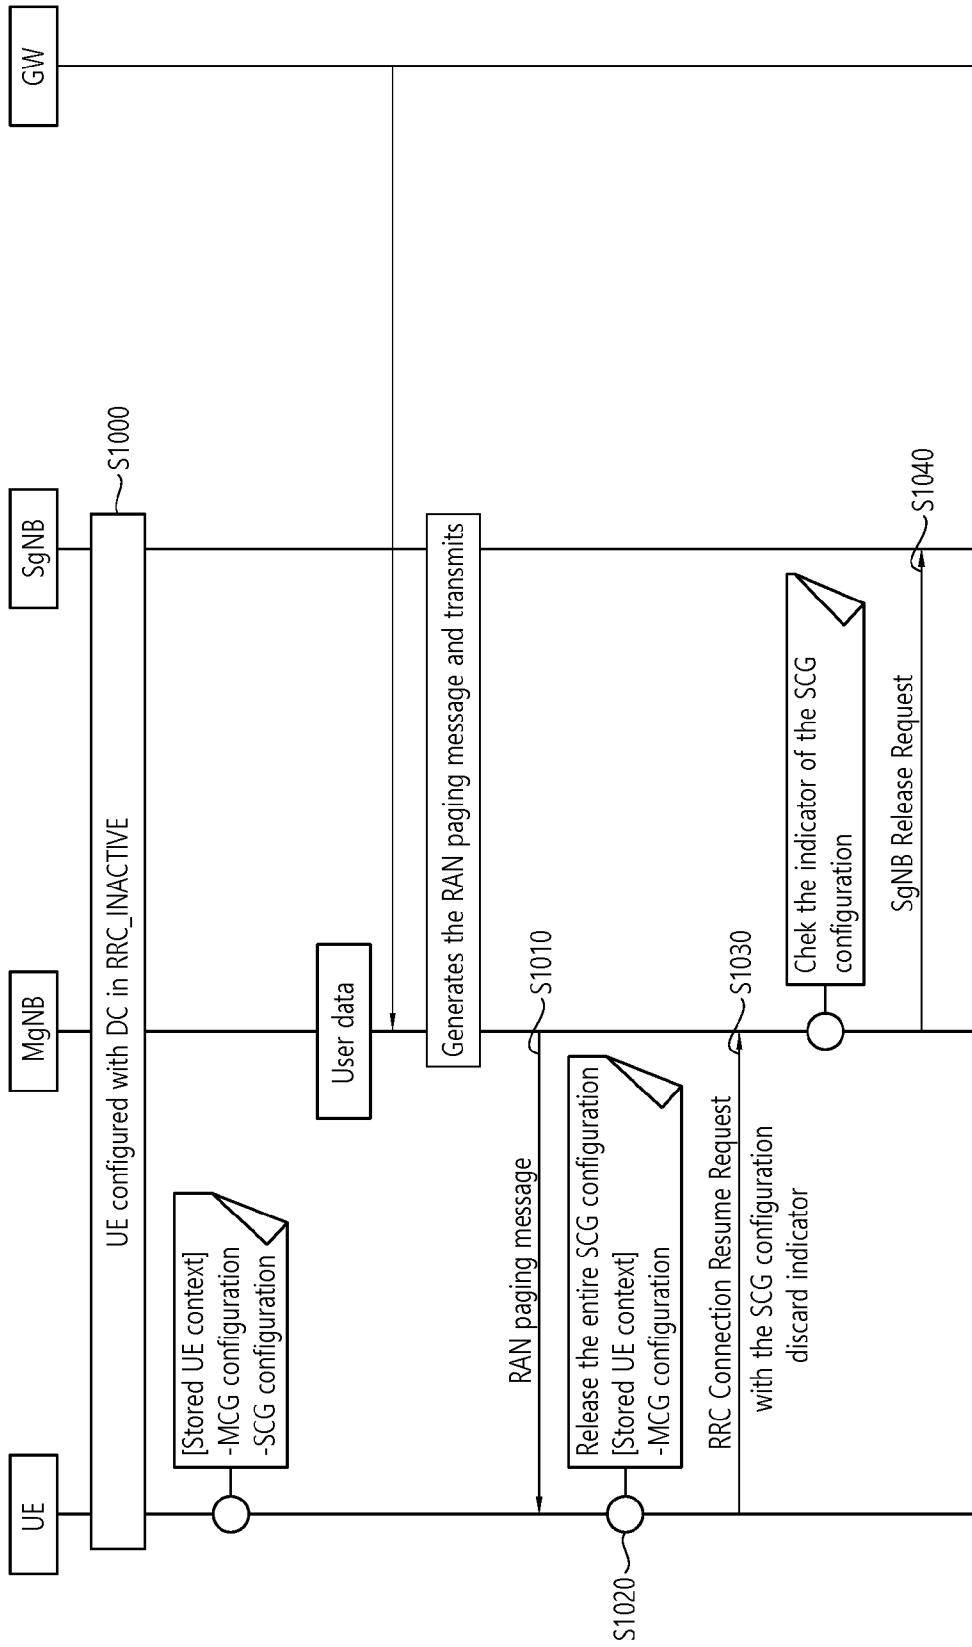 UE
MgNB
SgNB
GW
UE configured with DC in RRC_INACTIVE
S1000
[Stored UE context]
-MCG configuration
-SCG configuration
User data
Generates the RAN paging message and transmits
RAN paging message
S1010
Release the entire SCG configuration
[Stored UE context]
-MCG configuration
S1020
RRC Connection Resume Request
with the SCG configuration
discard indicator
S1030
Chek the indicator of the SCG
configuration
SgNB Release Request
S1040